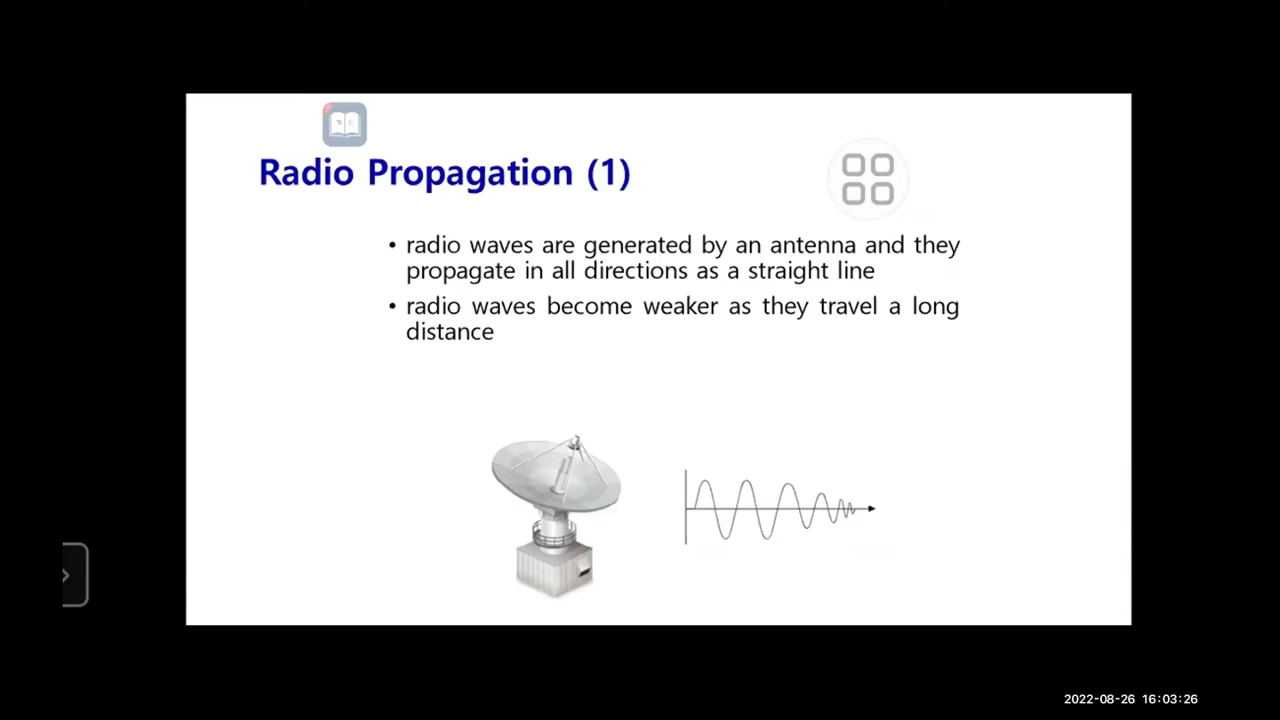 Radio Propagation (1)
• radio waves are generated by an antenna and they
propagate in all directions as a straight line
• radio waves become weaker as they travel a long
distance
2022-08-26 16:03:26